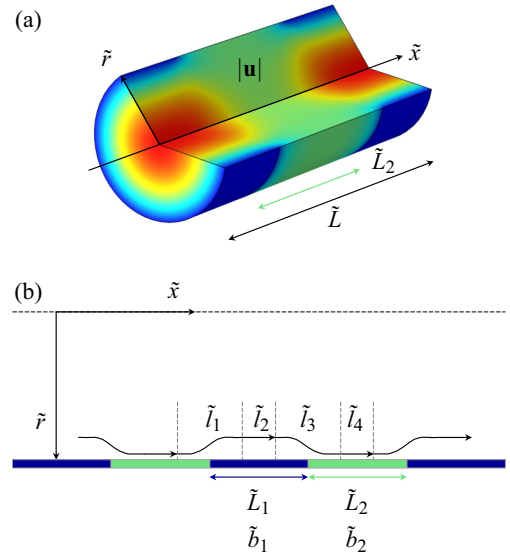 (a)
r̃
|u|
x̃
L̃₂
L̃
(b)
x̃
r̃
l̃₁ l̃₂ l̃₃ l̃₄
L̃₁ L̃₂
b̃₁ b̃₂